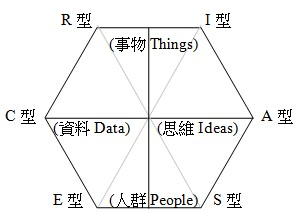 R 型 I 型
(事物 Things)
C 型 (資料 Data) (思維 Ideas) A 型
E 型 (人群 People) S 型